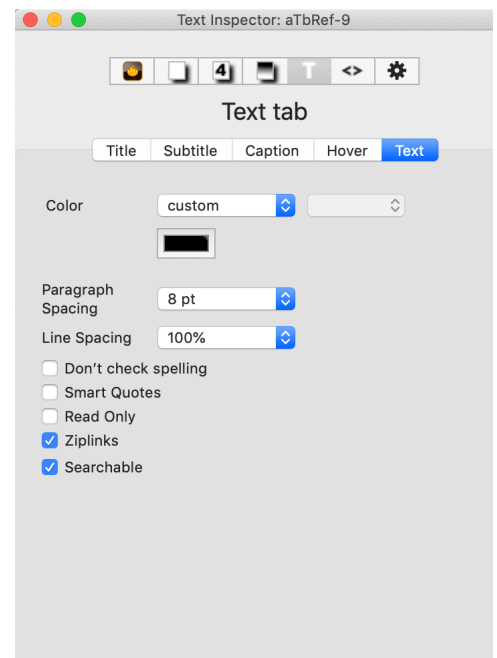 Text Inspector: aTbRef-9
4 T <>
Text tab
Title Subtitle Caption Hover Text
Color custom
Paragraph
Spacing 8 pt
Line Spacing 100%
Don't check spelling
Smart Quotes
Read Only
Ziplinks
Searchable